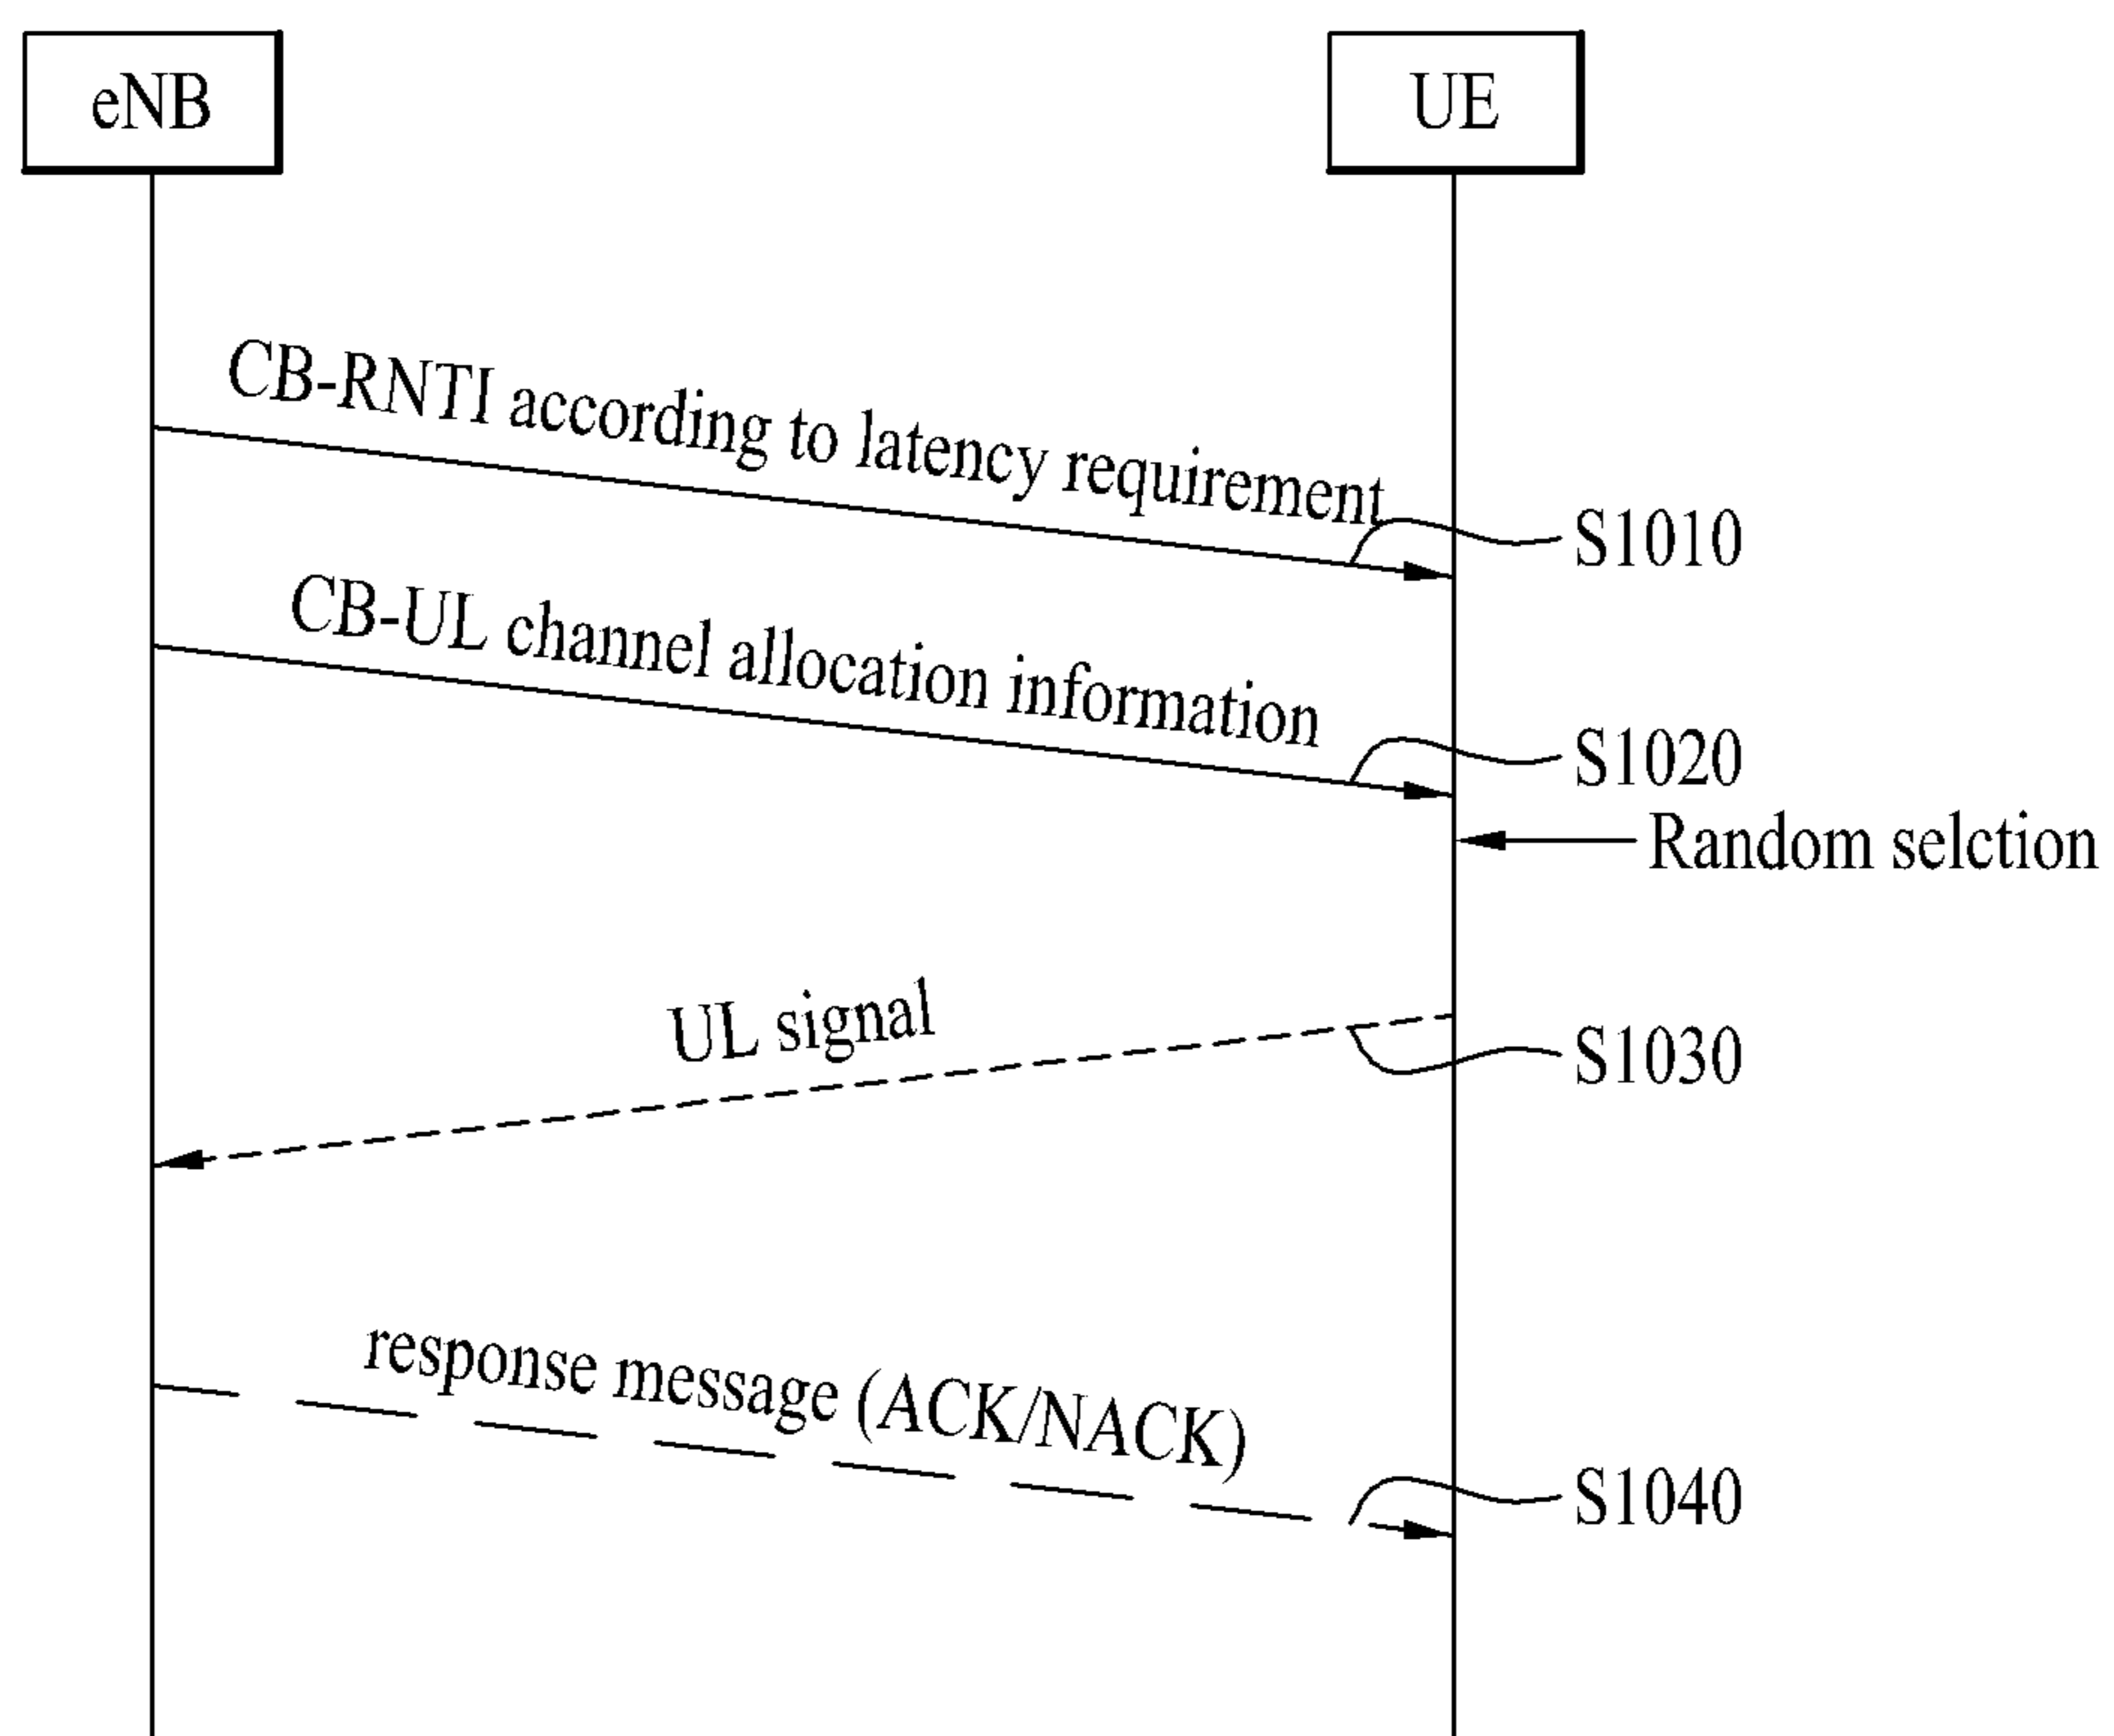 eNB
UE
CB-RNTI according to latency requirement
S1010
CB-UL channel allocation information
S1020
Random selction
UL signal
S1030
response message (ACK/NACK)
S1040